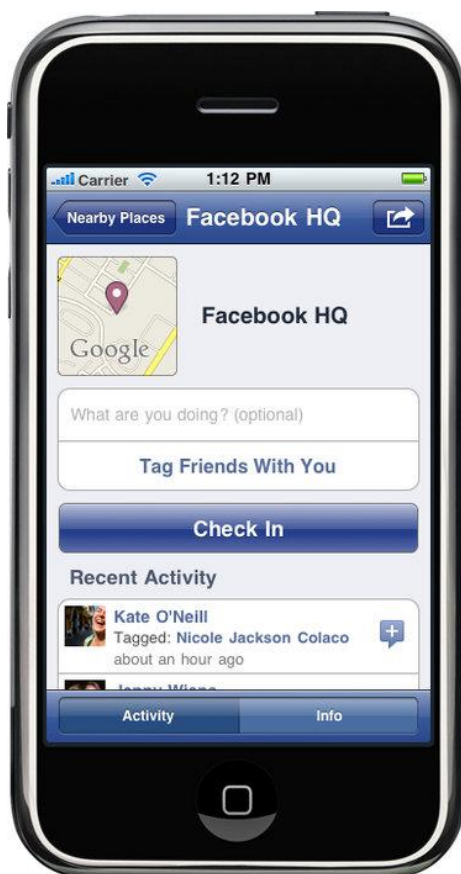 Carrier 1:12 PM
Nearby Places Facebook HQ
Google
Facebook HQ
What are you doing? (optional)
Tag Friends With You
Check In
Recent Activity
Kate O'Neill
Tagged: Nicole Jackson Colaco
about an hour ago
Activity Info